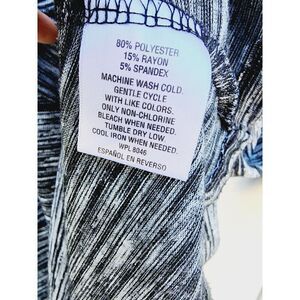 80% POLYESTER
15% RAYON
5% SPANDEX
MACHINE WASH COLD.
GENTLE CYCLE
WITH LIKE COLORS.
ONLY NON-CHLORINE
BLEACH WHEN NEEDED.
TUMBLE DRY LOW
COOL IRON WHEN NEEDED.
WPL 8046
ESPAÑOL EN REVERSO